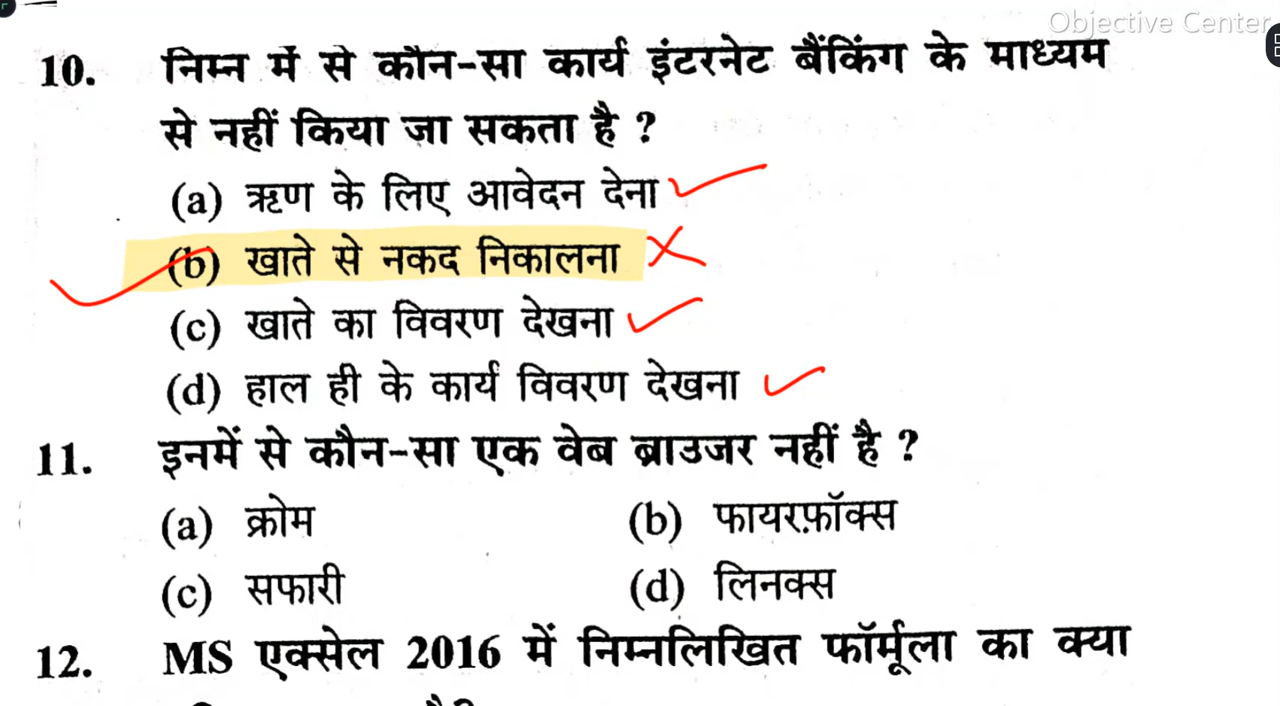 Objective Center
10. निम्न में से कौन-सा कार्य इंटरनेट बैंकिंग के माध्यम
से नहीं किया जा सकता है ?
(a) ऋण के लिए आवेदन देना
(b) खाते से नकद निकालना
(c) खाते का विवरण देखना
(d) हाल ही के कार्य विवरण देखना
11. इनमें से कौन-सा एक वेब ब्राउजर नहीं है ?
(a) क्रोम (b) फायरफ़ॉक्स
(c) सफारी (d) लिनक्स
12. MS एक्सेल 2016 में निम्नलिखित फॉर्मूला का क्या